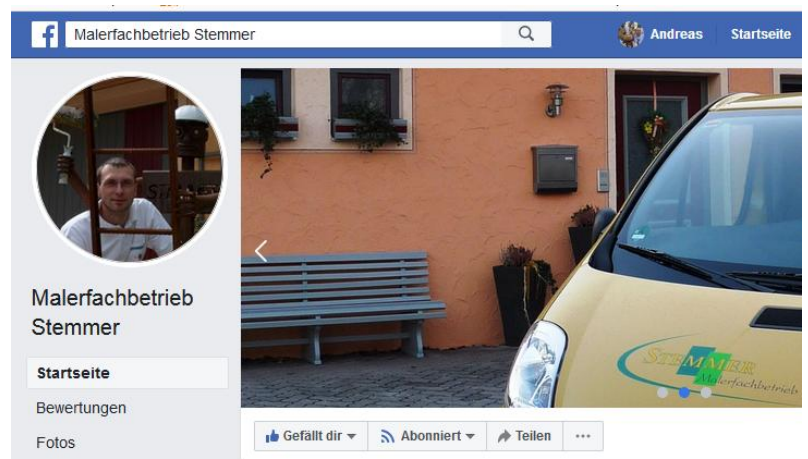 Malerfachbetrieb Stemmer
Andreas
Startseite
Malerfachbetrieb
Stemmer
Startseite
Bewertungen
Fotos
STEMMER
Malerfachbetrieb
Gefällt dir
Abonniert
Teilen